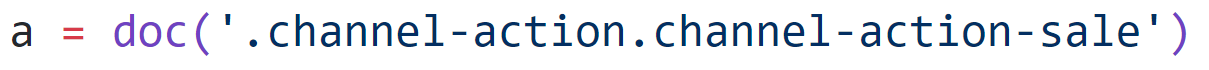 a = doc('.channel-action.channel-action-sale')